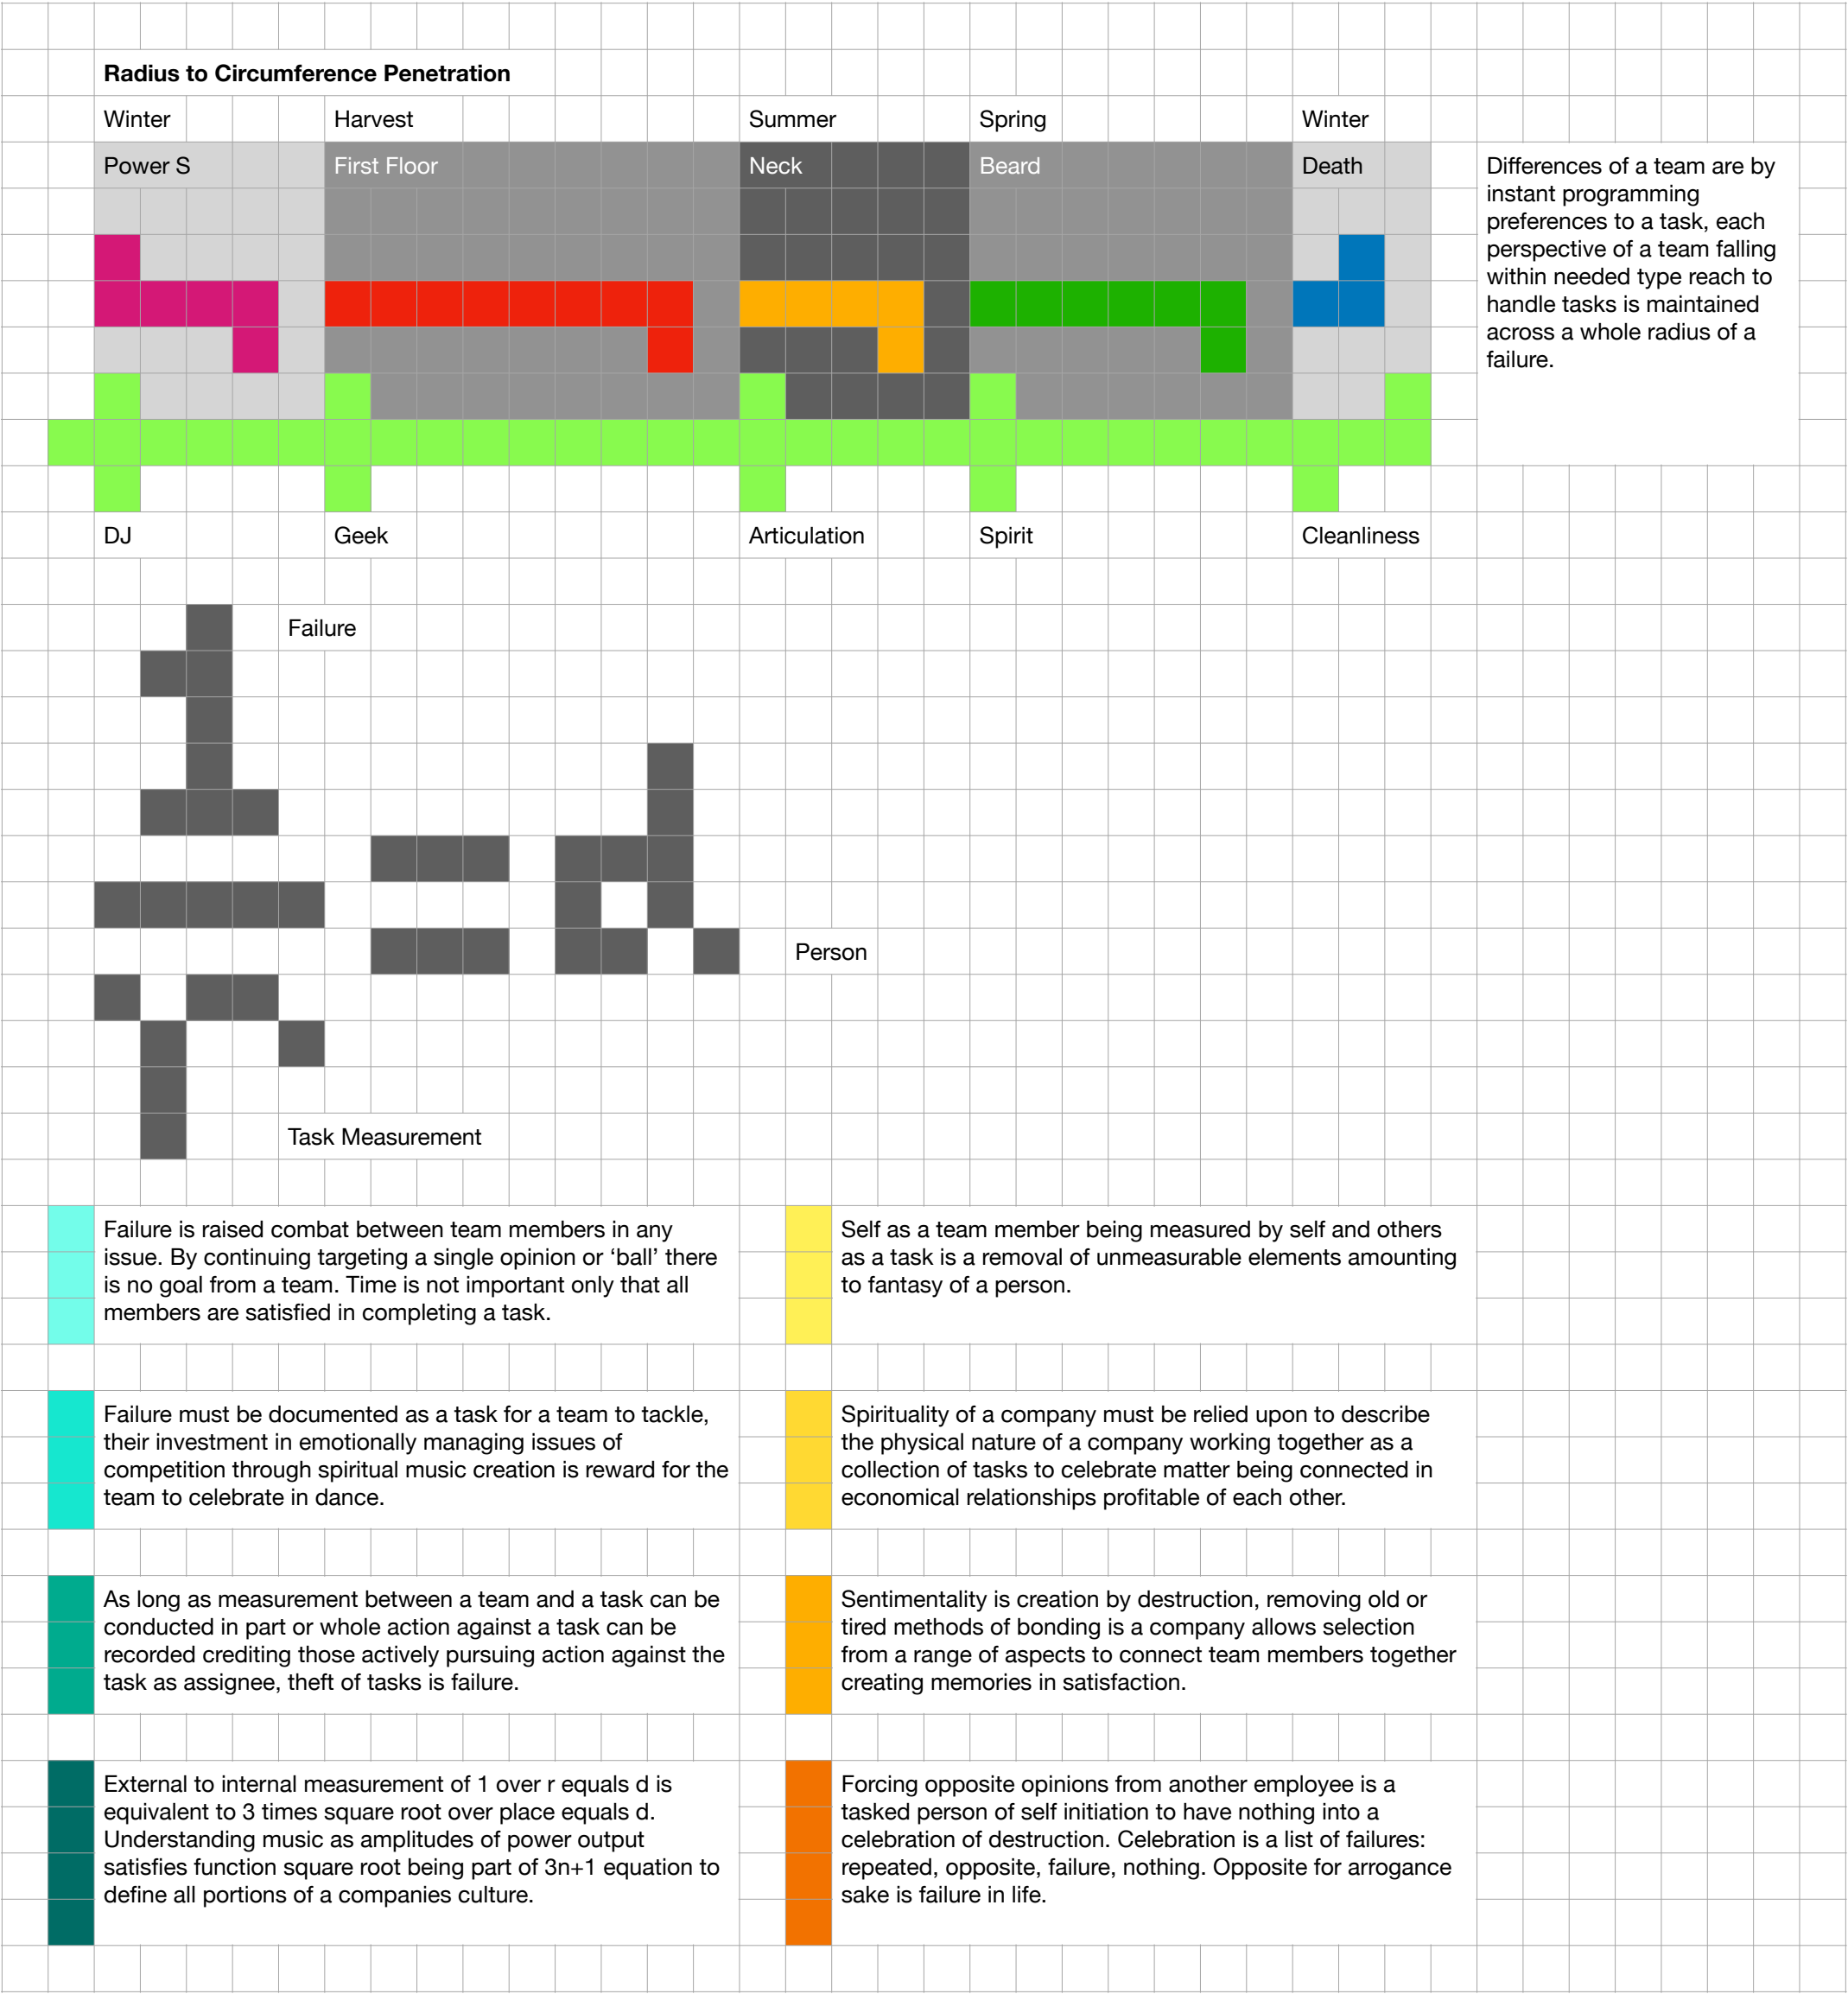 Radius to Circumference Penetration
Winter Harvest Summer Spring Winter
Power S First Floor Neck Beard Death
Differences of a team are by
instant programming
preferences to a task, each
perspective of a team falling
within needed type reach to
handle tasks is maintained
across a whole radius of a
failure.
DJ Geek Articulation Spirit Cleanliness
Failure
Person
Task Measurement
Failure is raised combat between team members in any
issue. By continuing targeting a single opinion or ‘ball’ there
is no goal from a team. Time is not important only that all
members are satisfied in completing a task.
Self as a team member being measured by self and others
as a task is a removal of unmeasurable elements amounting
to fantasy of a person.
Failure must be documented as a task for a team to tackle,
their investment in emotionally managing issues of
competition through spiritual music creation is reward for the
team to celebrate in dance.
Spirituality of a company must be relied upon to describe
the physical nature of a company working together as a
collection of tasks to celebrate matter being connected in
economical relationships profitable of each other.
As long as measurement between a team and a task can be
conducted in part or whole action against a task can be
recorded crediting those actively pursuing action against the
task as assignee, theft of tasks is failure.
Sentimentality is creation by destruction, removing old or
tired methods of bonding is a company allows selection
from a range of aspects to connect team members together
creating memories in satisfaction.
External to internal measurement of 1 over r equals d is
equivalent to 3 times square root over place equals d.
Understanding music as amplitudes of power output
satisfies function square root being part of 3n+1 equation to
define all portions of a companies culture.
Forcing opposite opinions from another employee is a
tasked person of self initiation to have nothing into a
celebration of destruction. Celebration is a list of failures:
repeated, opposite, failure, nothing. Opposite for arrogance
sake is failure in life.